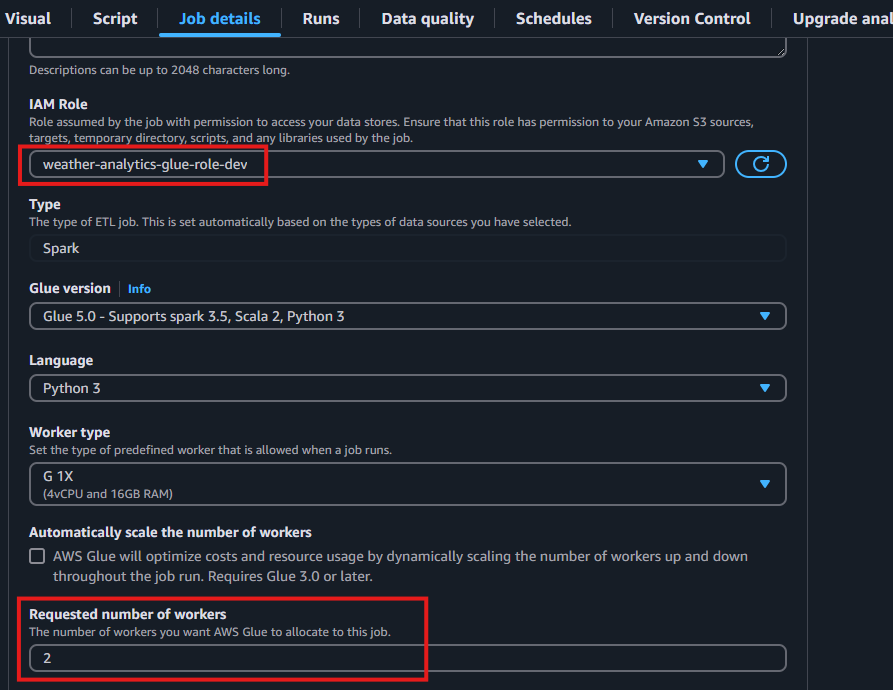 Visual Script Job details Runs Data quality Schedules Version Control Upgrade anal
Descriptions can be up to 2048 characters long.
IAM Role
Role assumed by the job with permission to access your data stores. Ensure that this role has permission to your Amazon S3 sources,
targets, temporary directory, scripts, and any libraries used by the job.
weather-analytics-glue-role-dev
Type
The type of ETL job. This is set automatically based on the types of data sources you have selected.
Spark
Glue version Info
Glue 5.0 - Supports spark 3.5, Scala 2, Python 3
Language
Python 3
Worker type
Set the type of predefined worker that is allowed when a job runs.
G 1X
(4vCPU and 16GB RAM)
Automatically scale the number of workers
AWS Glue will optimize costs and resource usage by dynamically scaling the number of workers up and down
throughout the job run. Requires Glue 3.0 or later.
Requested number of workers
The number of workers you want AWS Glue to allocate to this job.
2